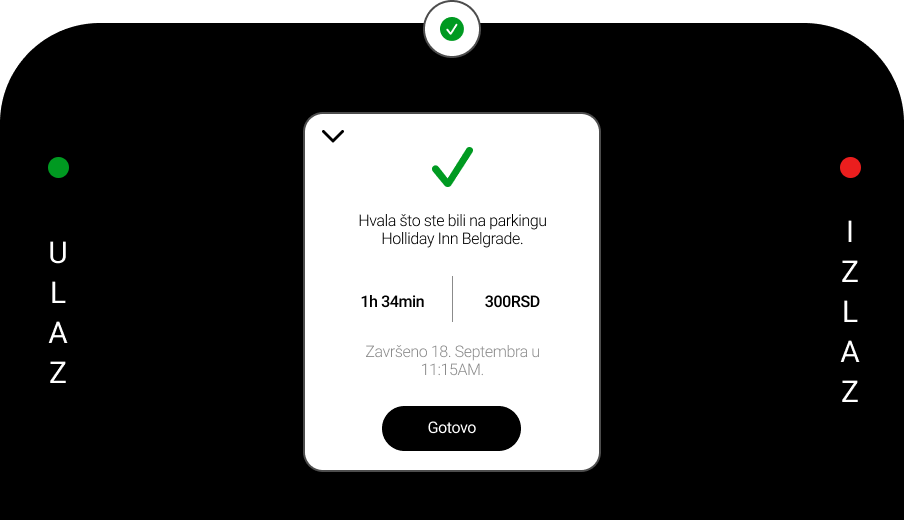 ULAZ
Hvala što ste bili na parkingu
Holliday Inn Belgrade.
1h 34min
300RSD
Završeno 18. Septembra u
11:15AM.
Gotovo
IZLAZ